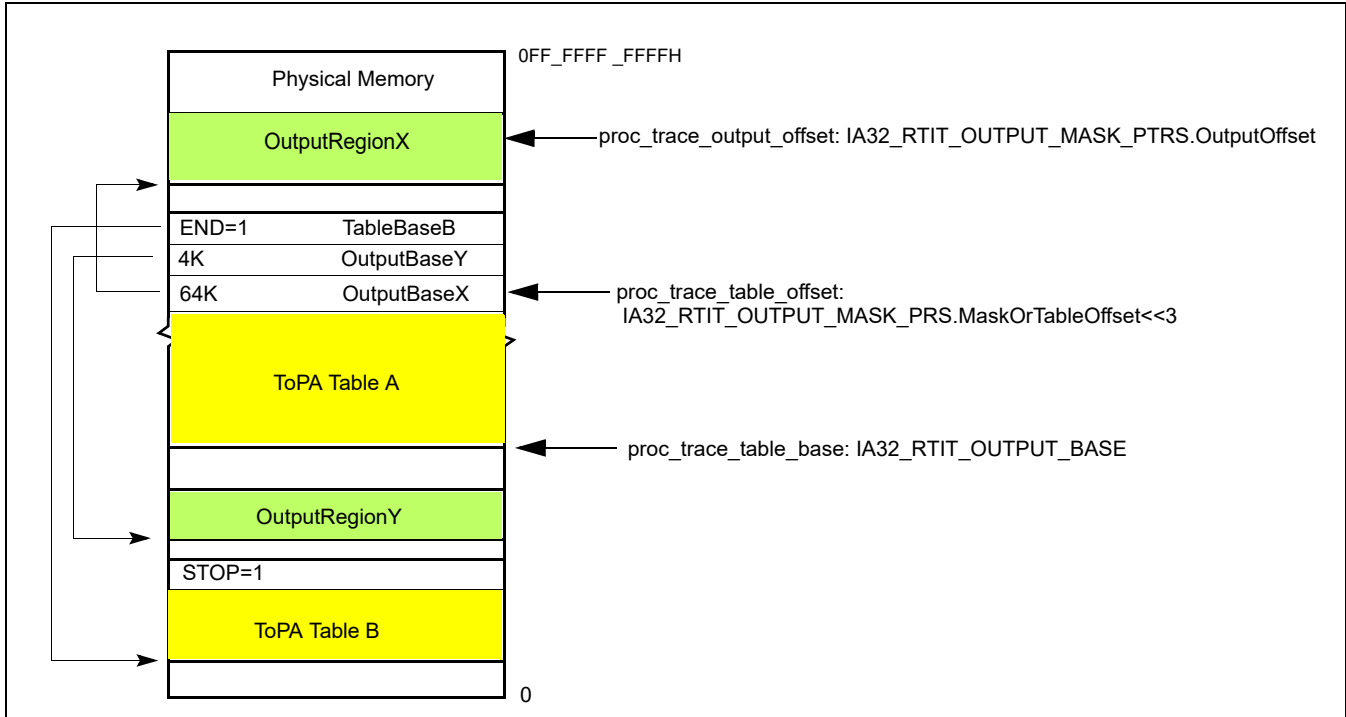 0FF_FFFF _FFFFH
Physical Memory
OutputRegionX
proc_trace_output_offset: IA32_RTIT_OUTPUT_MASK_PTRS.OutputOffset
END=1 TableBaseB
4K OutputBaseY
64K OutputBaseX
proc_trace_table_offset:
IA32_RTIT_OUTPUT_MASK_PRS.MaskOrTableOffset<<3
ToPA Table A
proc_trace_table_base: IA32_RTIT_OUTPUT_BASE
OutputRegionY
STOP=1
ToPA Table B
0